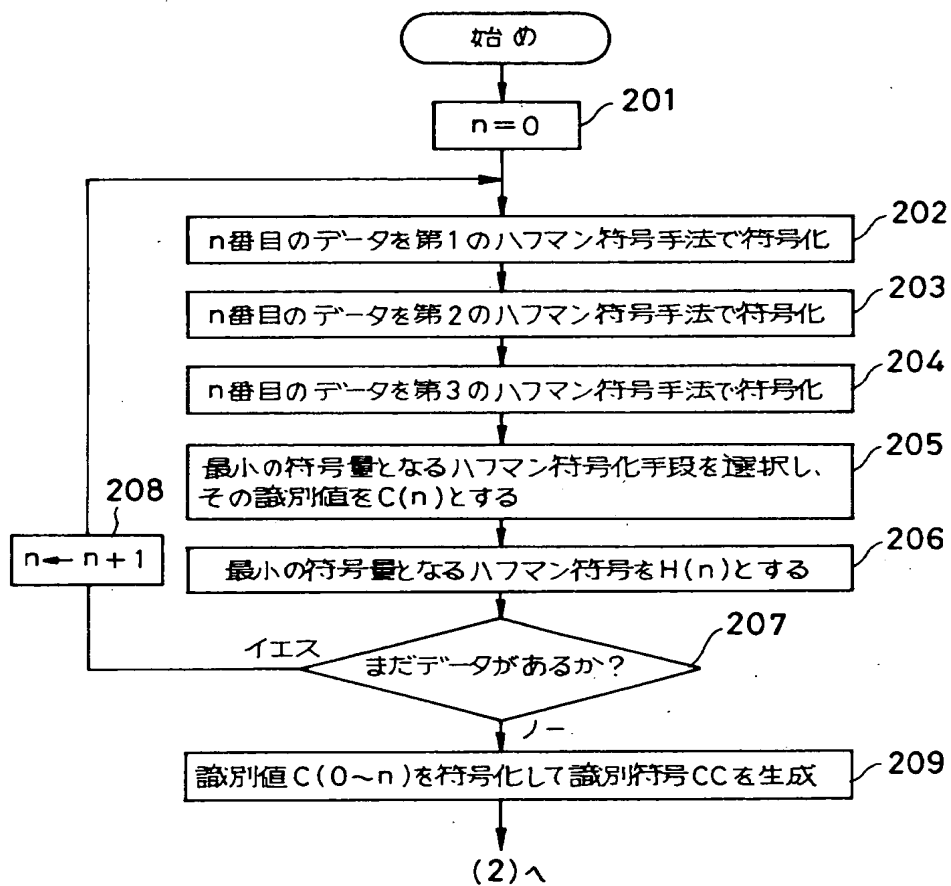 始め
n=0
201
n番目のデータを第1のハフマン符号手法で符号化
202
n番目のデータを第2のハフマン符号手法で符号化
203
n番目のデータを第3のハフマン符号手法で符号化
204
最小の符号量となるハフマン符号化手段を選択し、
その識別値をC(n)とする
205
208
n←n+1
最小の符号量となるハフマン符号をH(n)とする
206
イエス
まだデータがあるか?
207
ノー
識別値C(0~n)を符号化して識別符号CCを生成
209
(2)へ